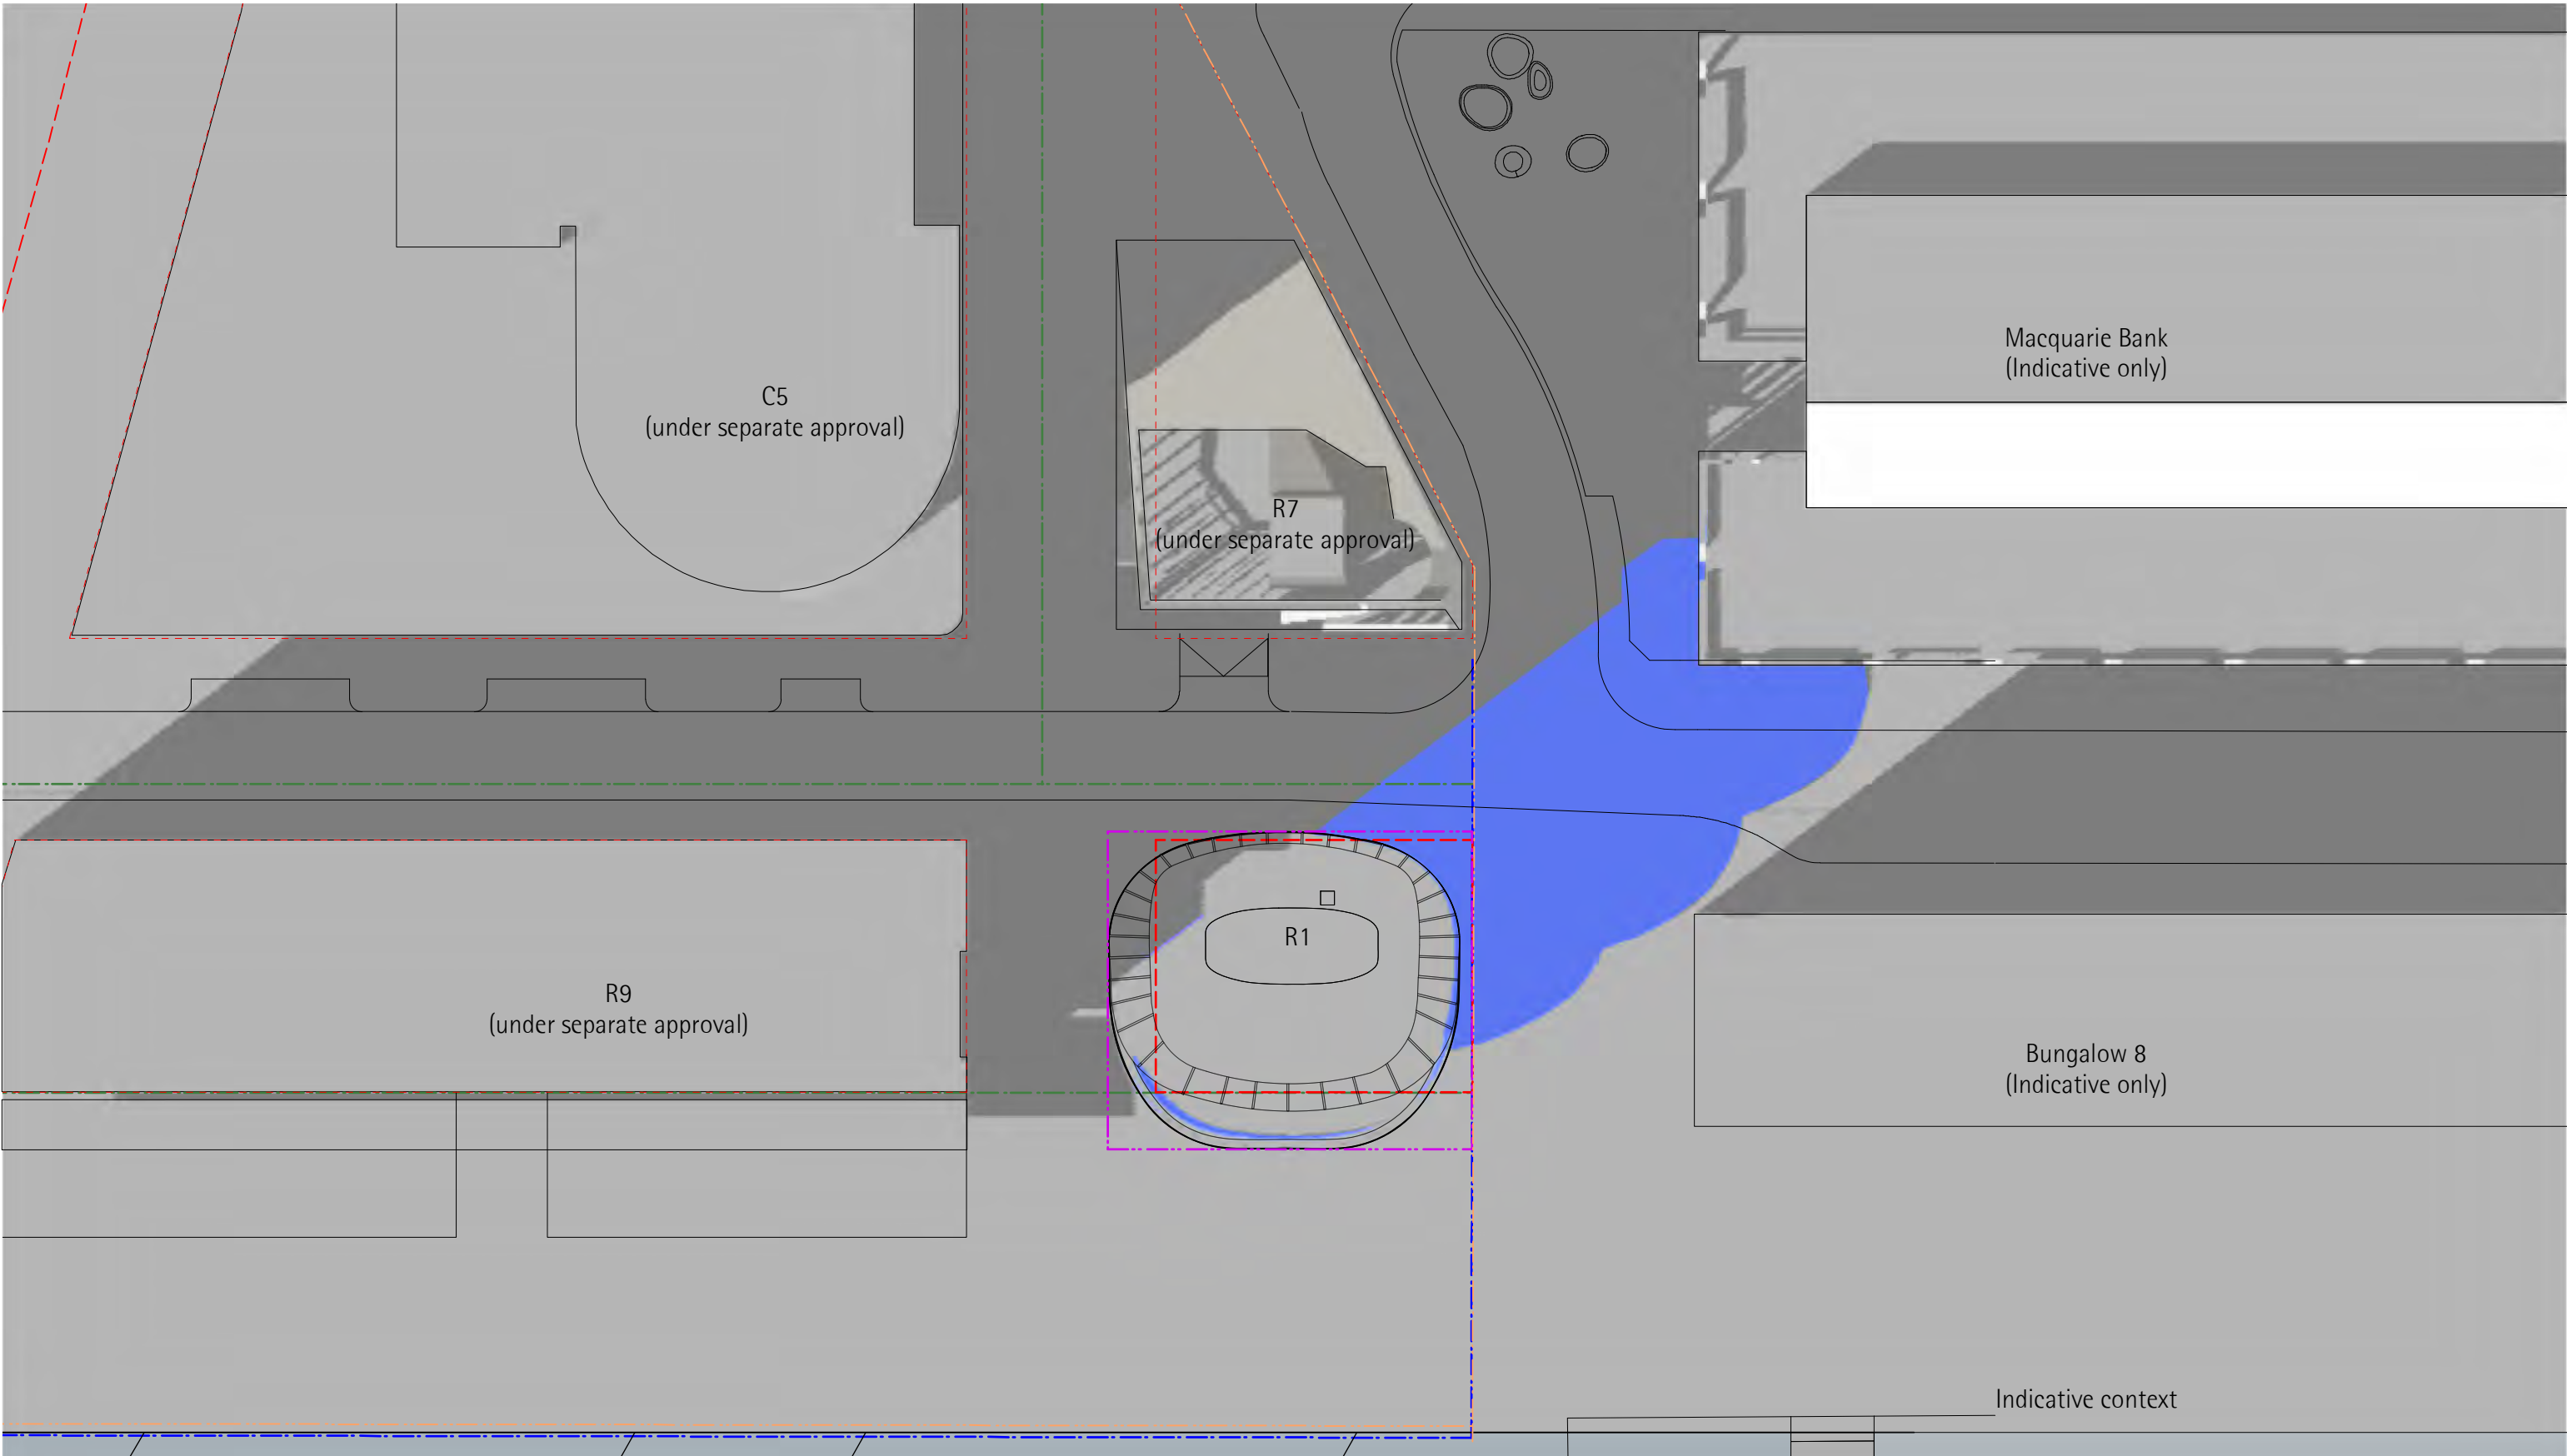 Macquarie Bank
(Indicative only)
C5
(under separate approval)
R7
(under separate approval)
R1
R9
(under separate approval)
Bungalow 8
(Indicative only)
Indicative context